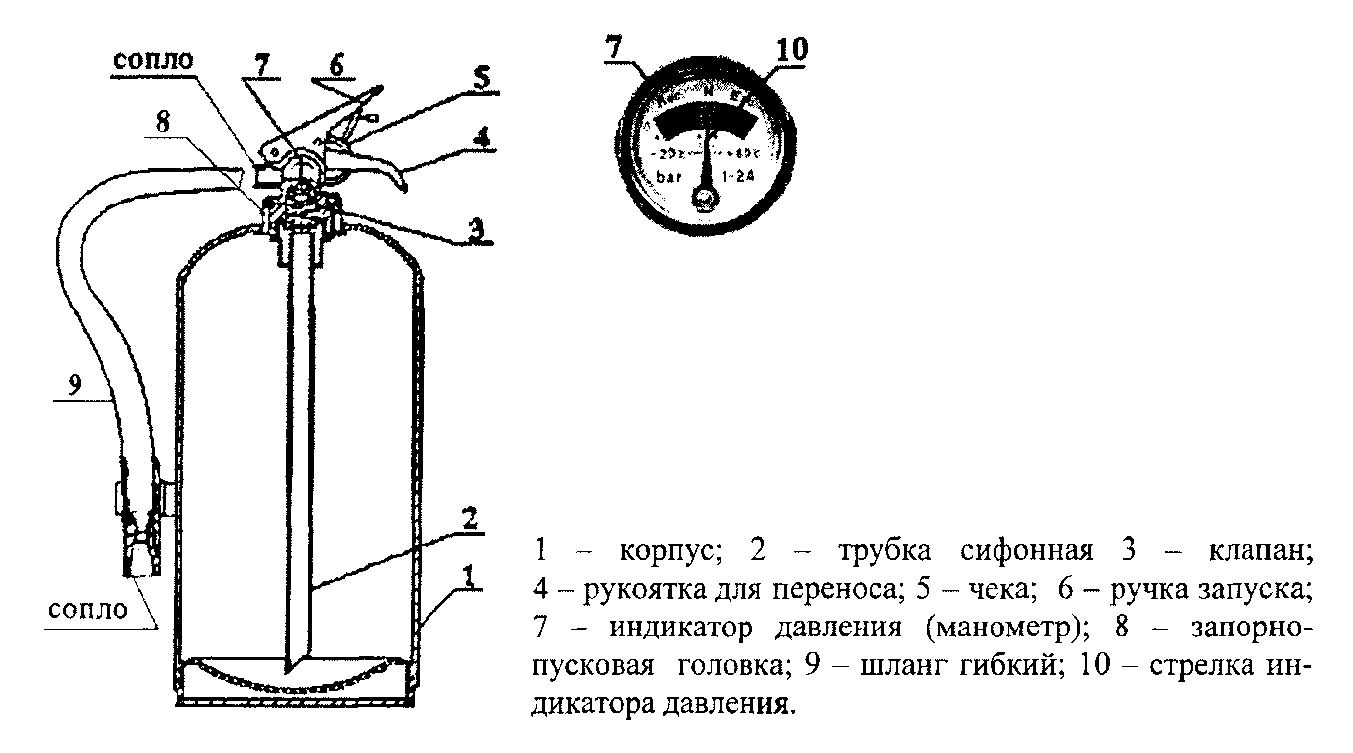 сопло
7
6
5
8
4
3
9
2
1
сопло
7
10
N
-20c
bar
1-24
1 – корпус; 2 – трубка сифонная 3 – клапан;
4 – рукоятка для переноса; 5 – чека; 6 – ручка запуска;
7 – индикатор давления (манометр); 8 – запорно-
пусковая головка; 9 – шланг гибкий; 10 – стрелка ин-
дикатора давления.